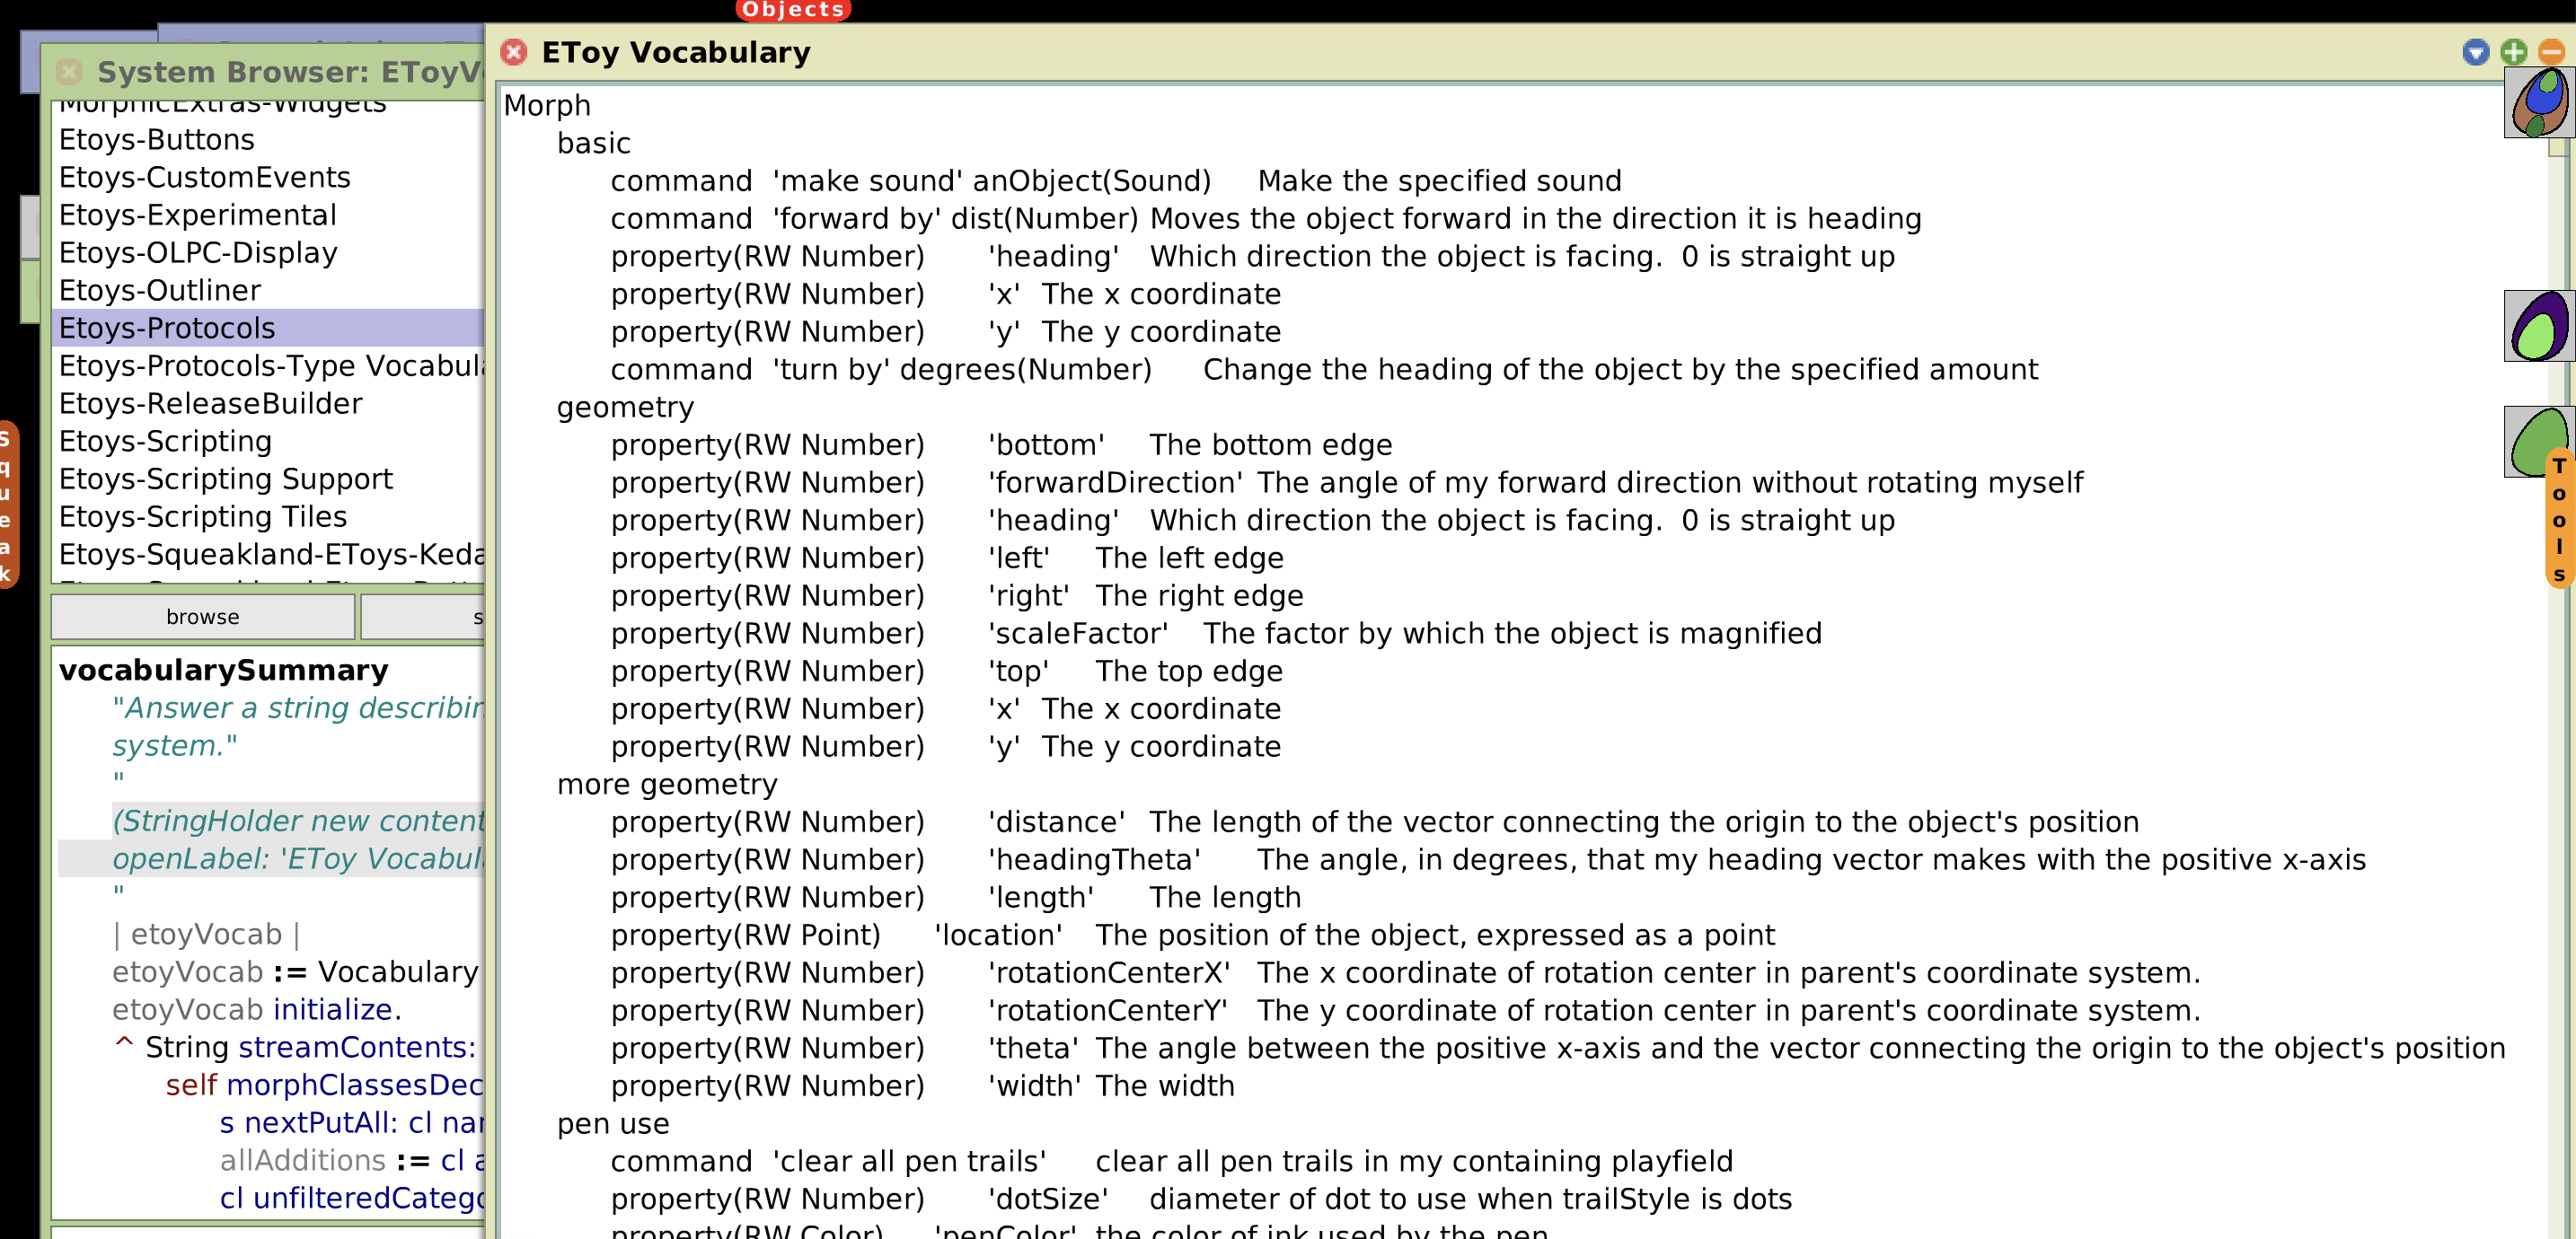 Objects
System Browser: EToyV
MorphicExtras-Widgets
Etoys-Buttons
Etoys-CustomEvents
Etoys-Experimental
Etoys-OLPC-Display
Etoys-Outliner
Etoys-Protocols
Etoys-Protocols-Type Vocabul
Etoys-ReleaseBuilder
Etoys-Scripting
Etoys-Scripting Support
Etoys-Scripting Tiles
Etoys-Squeakland-EToys-Keda
browse
s
vocabularySummary
"Answer a string describin
system."
"
(StringHolder new content
openLabel: 'EToy Vocabul
"
| etoyVocab |
etoyVocab := Vocabulary
etoyVocab initialize.
^ String streamContents:
self morphClassesDec
s nextPutAll: cl nar
allAdditions := cl a
cl unfilteredCatego
EToy Vocabulary
Morph
basic
command 'make sound' anObject(Sound) Make the specified sound
command 'forward by' dist(Number) Moves the object forward in the direction it is heading
property(RW Number) 'heading' Which direction the object is facing. 0 is straight up
property(RW Number) 'x' The x coordinate
property(RW Number) 'y' The y coordinate
command 'turn by' degrees(Number) Change the heading of the object by the specified amount
geometry
property(RW Number) 'bottom' The bottom edge
property(RW Number) 'forwardDirection' The angle of my forward direction without rotating myself
property(RW Number) 'heading' Which direction the object is facing. 0 is straight up
property(RW Number) 'left' The left edge
property(RW Number) 'right' The right edge
property(RW Number) 'scaleFactor' The factor by which the object is magnified
property(RW Number) 'top' The top edge
property(RW Number) 'x' The x coordinate
property(RW Number) 'y' The y coordinate
more geometry
property(RW Number) 'distance' The length of the vector connecting the origin to the object's position
property(RW Number) 'headingTheta' The angle, in degrees, that my heading vector makes with the positive x-axis
property(RW Number) 'length' The length
property(RW Point) 'location' The position of the object, expressed as a point
property(RW Number) 'rotationCenterX' The x coordinate of rotation center in parent's coordinate system.
property(RW Number) 'rotationCenterY' The y coordinate of rotation center in parent's coordinate system.
property(RW Number) 'theta' The angle between the positive x-axis and the vector connecting the origin to the object's position
property(RW Number) 'width' The width
pen use
command 'clear all pen trails' clear all pen trails in my containing playfield
property(RW Number) 'dotSize' diameter of dot to use when trailStyle is dots
property(RW Color) 'penColor' the color of ink used by the pen
Squeak
Tools